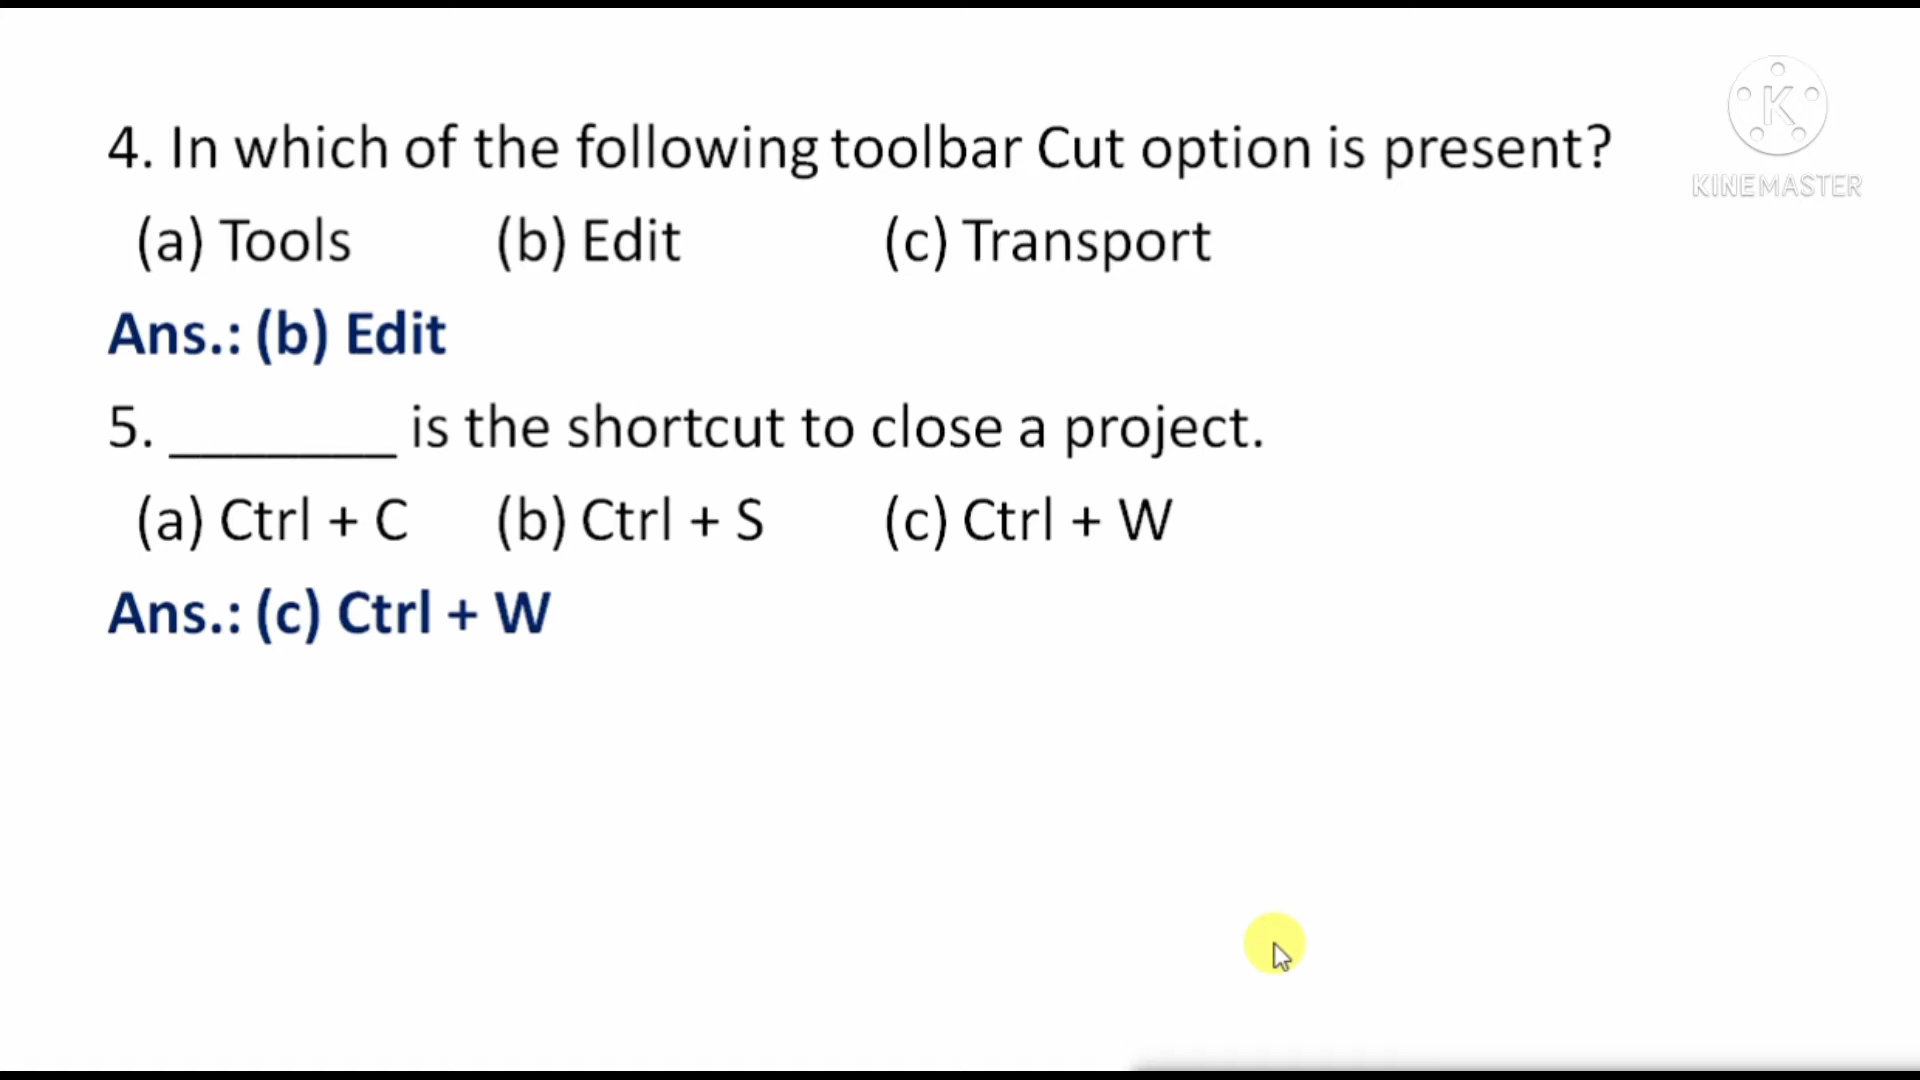 4. In which of the following toolbar Cut option is present?
(a) Tools (b) Edit (c) Transport
Ans.: (b) Edit
5. _______ is the shortcut to close a project.
(a) Ctrl + C (b) Ctrl + S (c) Ctrl + W
Ans.: (c) Ctrl + W
K
KINEMASTER